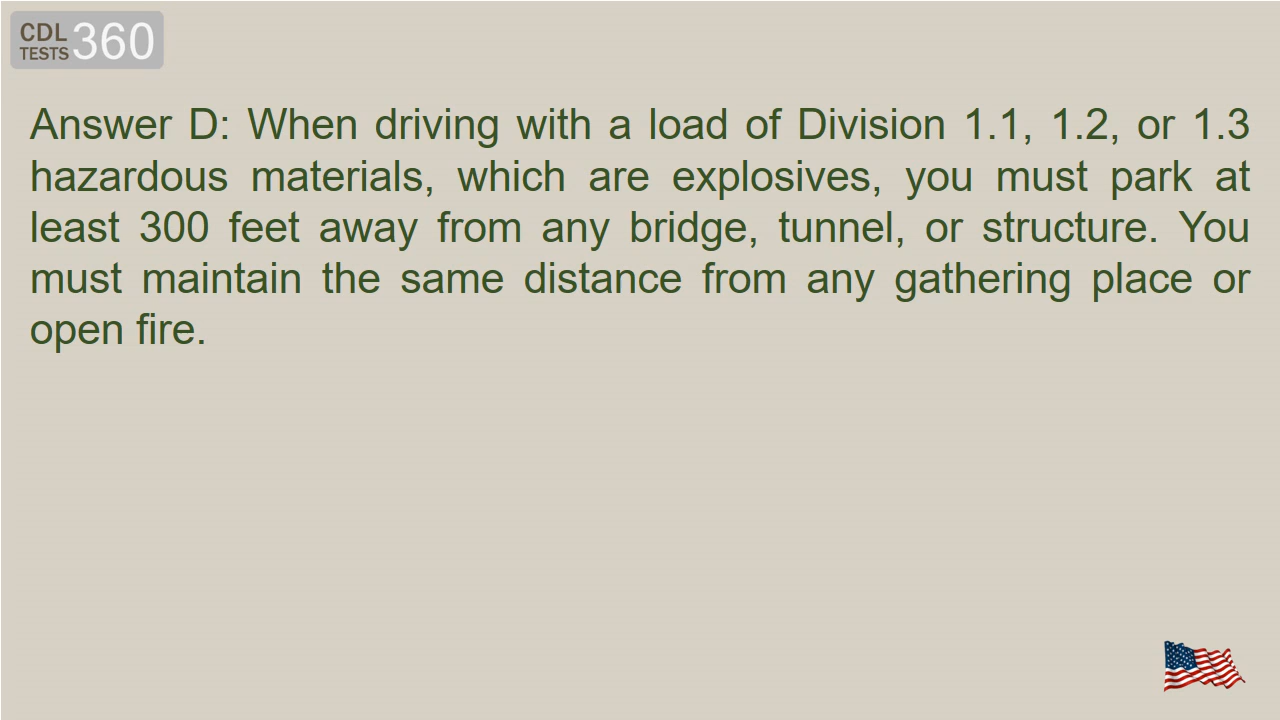 CDL
TESTS 360
Answer D: When driving with a load of Division 1.1, 1.2, or 1.3
hazardous materials, which are explosives, you must park at
least 300 feet away from any bridge, tunnel, or structure. You
must maintain the same distance from any gathering place or
open fire.